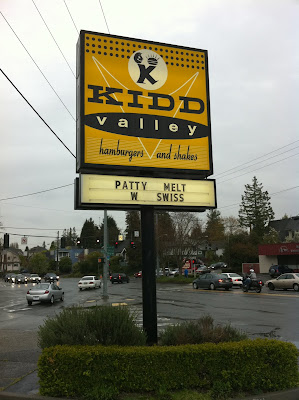 K
KIDD
valley
hamburgers and shakes
PATTY MELT
W SWISS